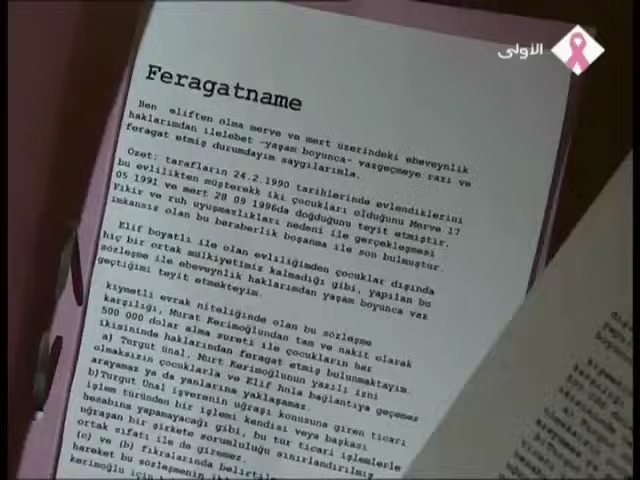 الأولى
Feragatname
Ben eliften olma merve ve mert üzerindeki ebeveynlik
haklarımdan ilelebet -yaşam boyunca- vazgeçmeye razı ve
feragat etmiş durumdayım saygılarımla.
Özet: tarafların 24.2.1990 tarihlerinde evlendiklerini
bu evlilikten müşterekk iki çocukları olduğunu Merve 17
05 1991 ve mert 28 09 1996da doğduğunu teyit etmiştir.
Fikir ve ruh uyuşmazlıkları nedeni ile gerçekleşmesi
imkansız olan bu beraberlik boşanma ile son bulmuştur.
Elif boyatlı ile olan evliliğimden çocuklar dışında
hiç biz ortak mülkiyetimiz kalmadığı gibi, yapılan bu
sözleşme ile ebeveynlik haklarımdan yaşam boyunca vaz
geçtiğimi teyit etmekteyim.
kıymetli evrak niteliğinde olan bu sözleşme
karşılığı, Murat Kerimoğlundan tam ve nakit olarak
500 000 dolar alma sureti ile çocukların her
ikisininde haklarından feragat etmiş bulunmaktayım.
a) Turgut ünal, Murt Kerimoğlunun yazılı izni
olmaksızın çocuklarla ve Elif hnla bağlantıya geçemez
arayamaz ya da yanlarına yaklaşamaz.
b)Turgut Ünal işverenin uğraşı konusuna giren ticari
işlem türünden bir işlemi kendisi veya başkası
hesabına yapamayacağı gibi, bu tür ticari işlemlerle
uğraşan bir şirkete sorumluluğu sınırlandırılmış
ortak sıfatı ile de giremez.
(c) ve (b) fıkralarında
hareket bu sözleşmenin
kerimoğlu için